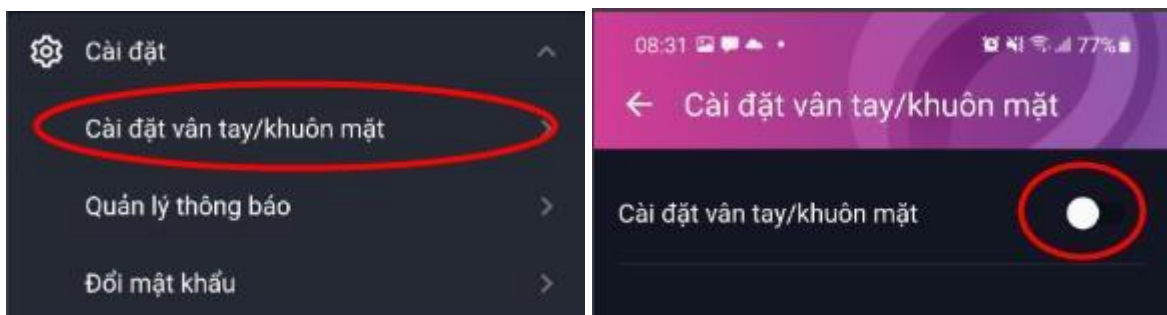 Cài đặt
Cài đặt vân tay/khuôn mặt
Quản lý thông báo
Đổi mật khẩu
08:31 77%
Cài đặt vân tay/khuôn mặt
Cài đặt vân tay/khuôn mặt